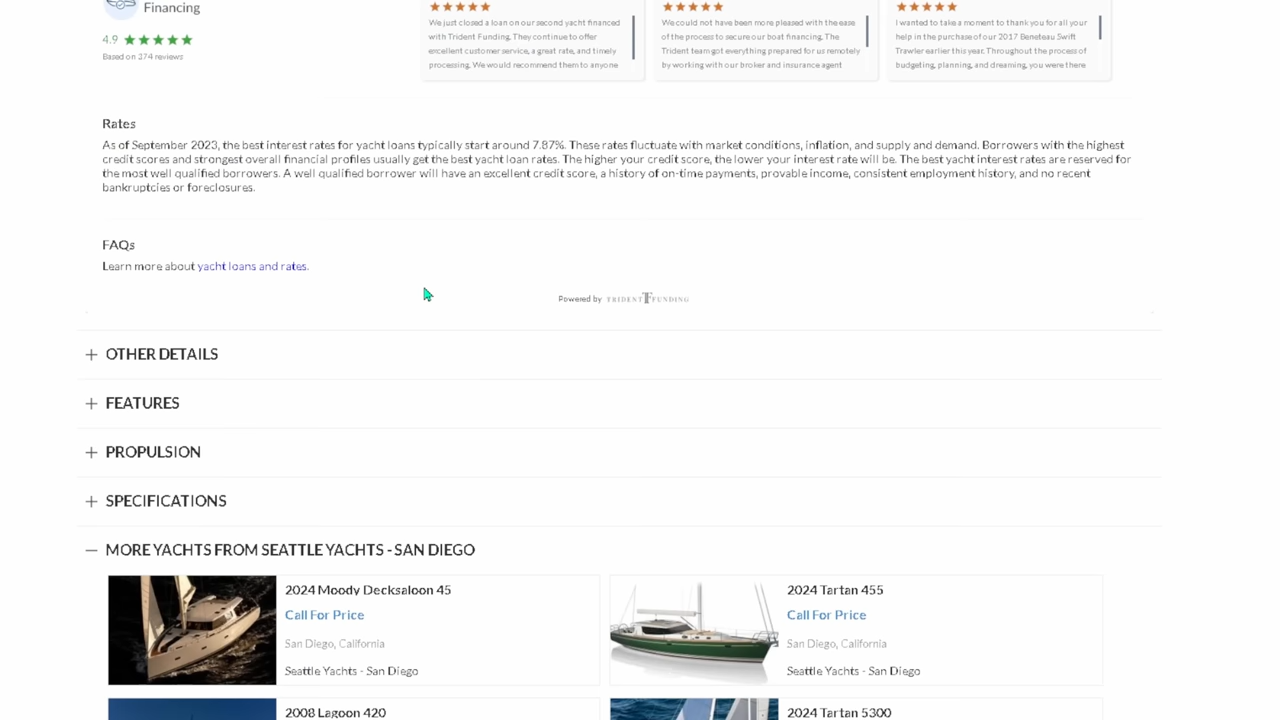 Financing
4.9
Based on 274 reviews
We just closed a loan on our second yacht financed
with Trident Funding. They continue to offer
excellent customer service, a great rate, and timely
processing. We would recommend them to anyone
We could not have been more pleased with the ease
of the process to secure our boat financing. The
Trident team got everything prepared for us remotely
by working with our broker and insurance agent
I wanted to take a moment to thank you for all your
help in the purchase of our 2017 Beneteau Swift
Trawler earlier this year. Throughout the process of
budgeting, planning, and dreaming, you were there
Rates
As of September 2023, the best interest rates for yacht loans typically start around 7.87%. These rates fluctuate with market conditions, inflation, and supply and demand. Borrowers with the highest
credit scores and strongest overall financial profiles usually get the best yacht loan rates. The higher your credit score, the lower your interest rate will be. The best yacht interest rates are reserved for
the most well qualified borrowers. A well qualified borrower will have an excellent credit score, a history of on-time payments, provable income, consistent employment history, and no recent
bankruptcies or foreclosures.
FAQs
Learn more about yacht loans and rates.
Powered by TRIDENT FUNDING
OTHER DETAILS
FEATURES
PROPULSION
SPECIFICATIONS
MORE YACHTS FROM SEATTLE YACHTS - SAN DIEGO
2024 Moody Decksaloon 45
Call For Price
San Diego, California
Seattle Yachts - San Diego
2024 Tartan 455
Call For Price
San Diego, California
Seattle Yachts - San Diego
2008 Lagoon 420
2024 Tartan 5300